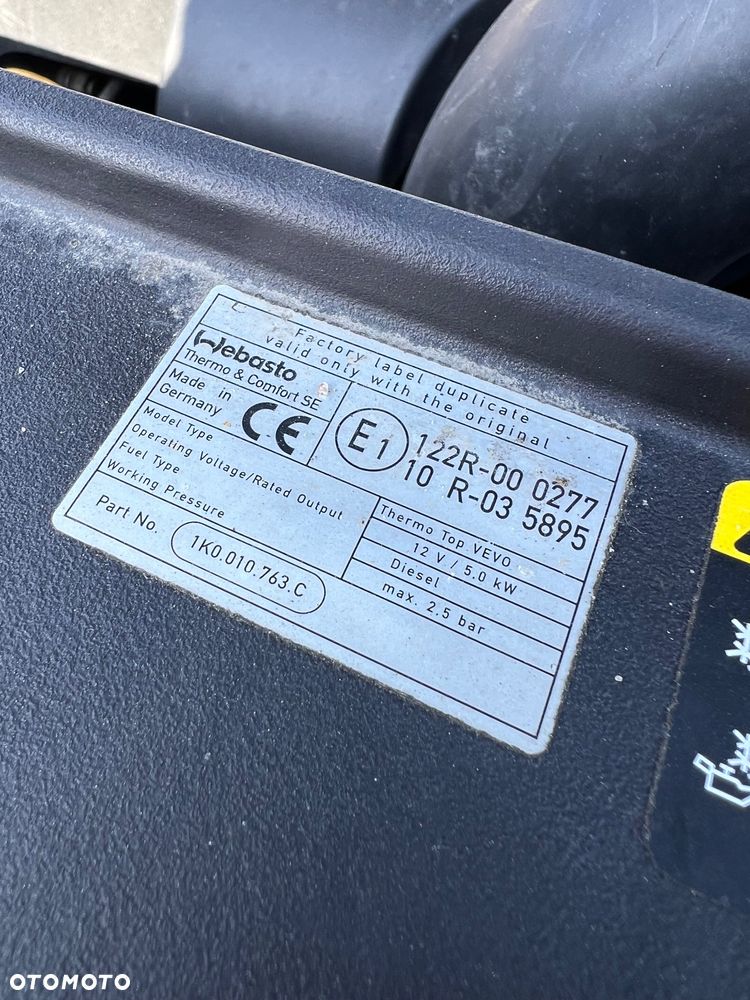 Factory label duplicate
valid only with the original
Webasto
Thermo & Comfort SE
Made in
Germany
CE
E1
122R-00 0277
10 R-03 5895
Model Type
Thermo Top VEVO
Operating Voltage/Rated Output
12 V / 5.0 kW
Fuel Type
Diesel
Working Pressure
max. 2.5 bar
Part No.
1K0.010.763.C
OTOMOTO